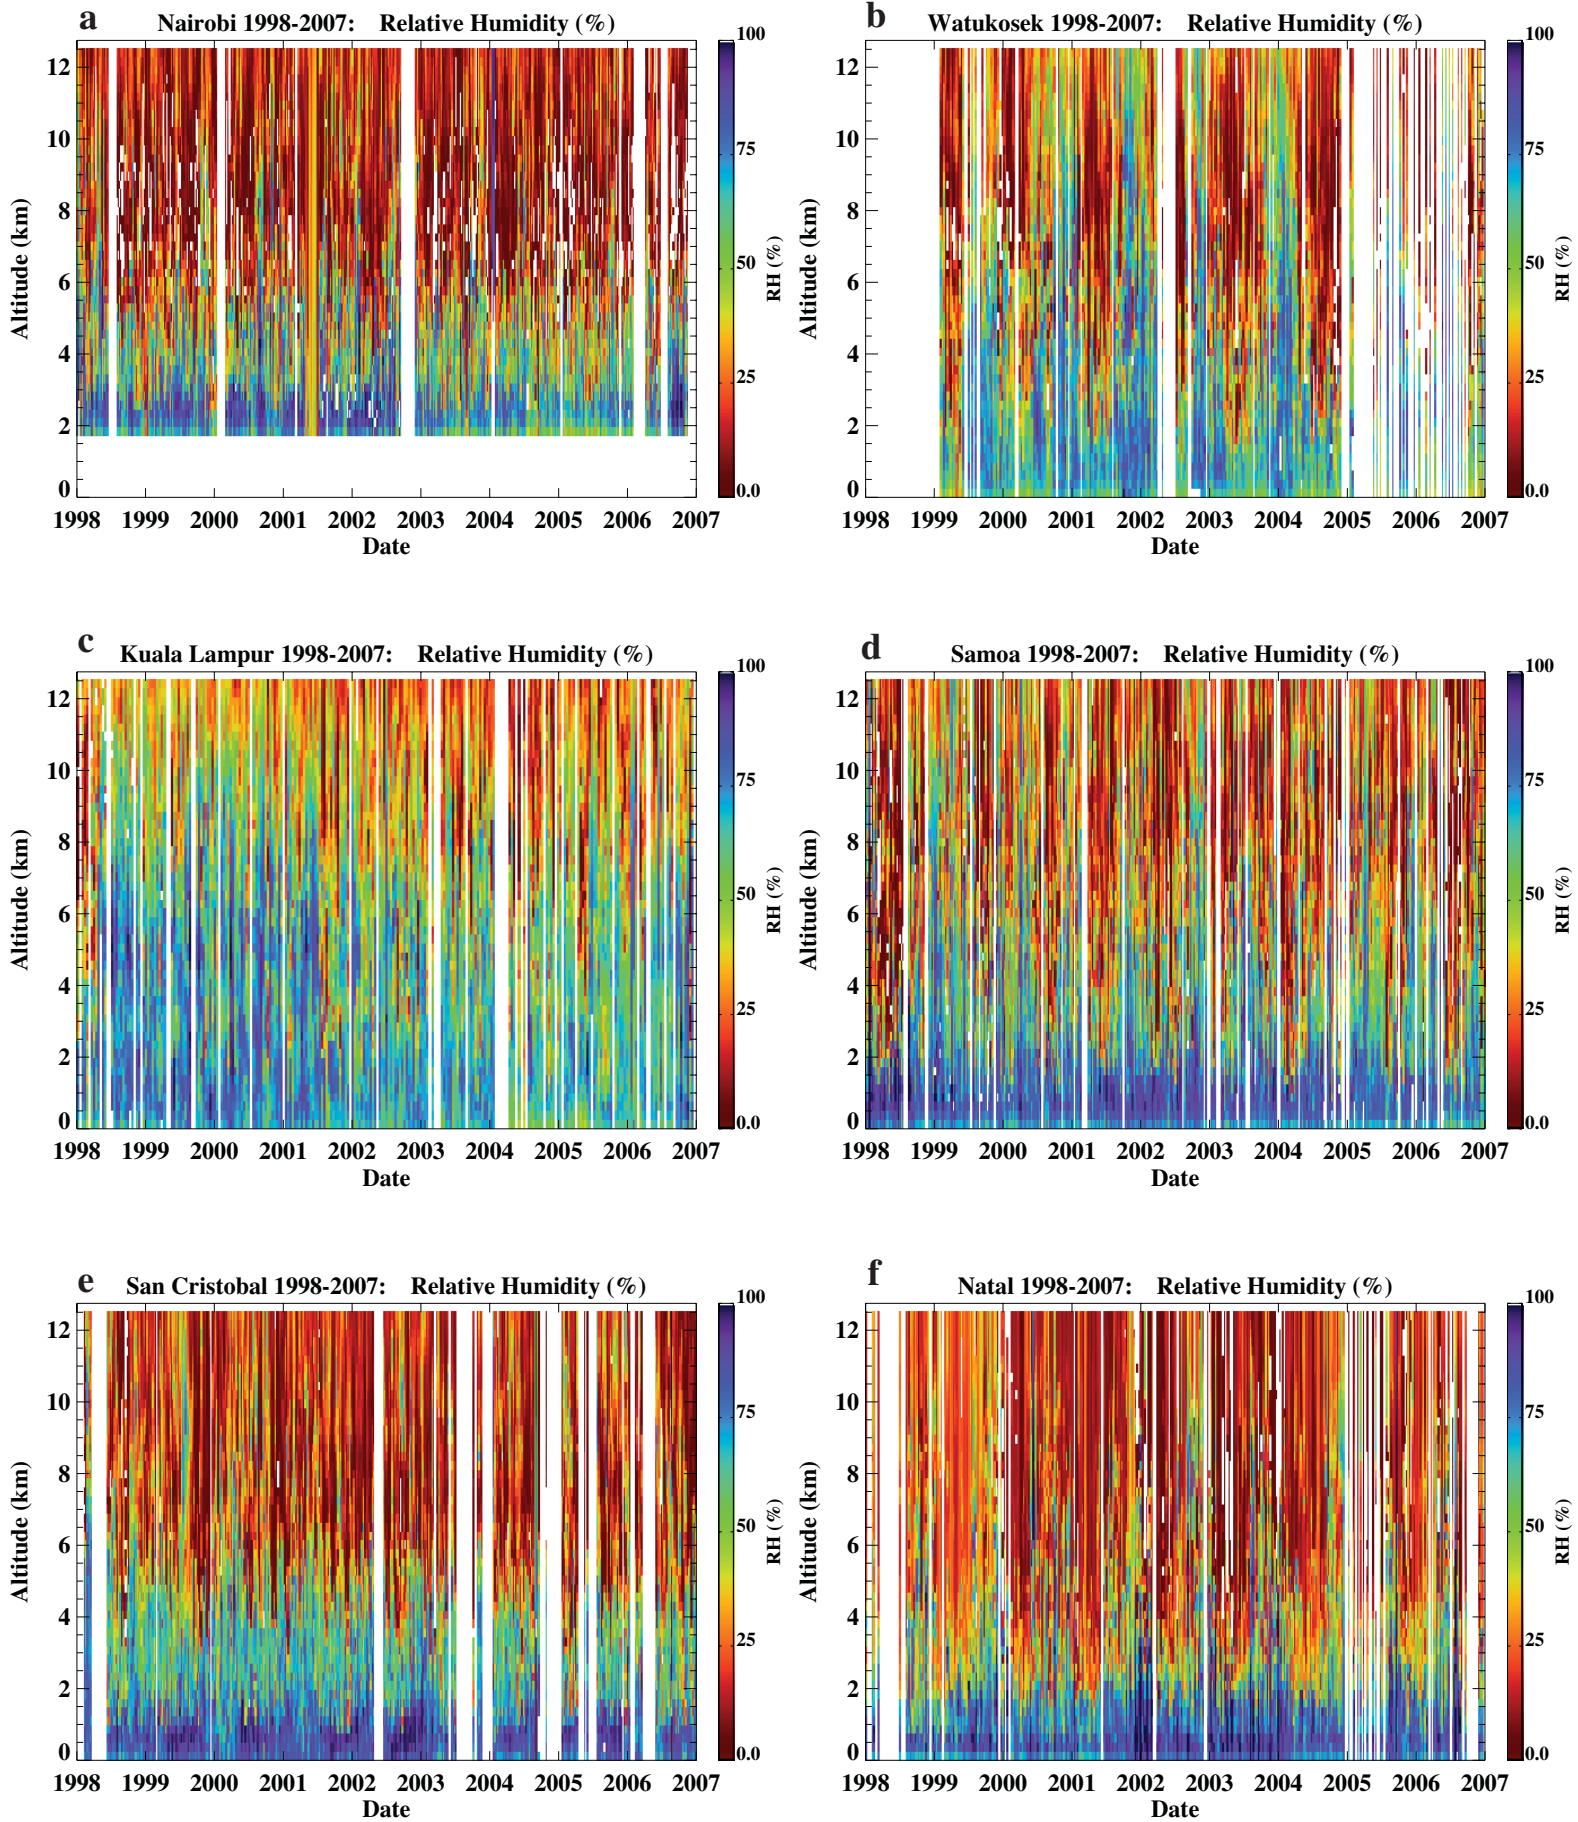 a Nairobi 1998-2007: Relative Humidity (%)
12
10
8
6
4
2
0
Altitude (km)
1998 1999 2000 2001 2002 2003 2004 2005 2006 2007
Date
100
75
50
25
0.0
RH (%)
b Watukosek 1998-2007: Relative Humidity (%)
12
10
8
6
4
2
0
Altitude (km)
1998 1999 2000 2001 2002 2003 2004 2005 2006 2007
Date
100
75
50
25
0.0
RH (%)
c Kuala Lampur 1998-2007: Relative Humidity (%)
12
10
8
6
4
2
0
Altitude (km)
1998 1999 2000 2001 2002 2003 2004 2005 2006 2007
Date
100
75
50
25
0.0
RH (%)
d Samoa 1998-2007: Relative Humidity (%)
12
10
8
6
4
2
0
Altitude (km)
1998 1999 2000 2001 2002 2003 2004 2005 2006 2007
Date
100
75
50
25
0.0
RH (%)
e San Cristobal 1998-2007: Relative Humidity (%)
12
10
8
6
4
2
0
Altitude (km)
1998 1999 2000 2001 2002 2003 2004 2005 2006 2007
Date
100
75
50
25
0.0
RH (%)
f Natal 1998-2007: Relative Humidity (%)
12
10
8
6
4
2
0
Altitude (km)
1998 1999 2000 2001 2002 2003 2004 2005 2006 2007
Date
100
75
50
25
0.0
RH (%)